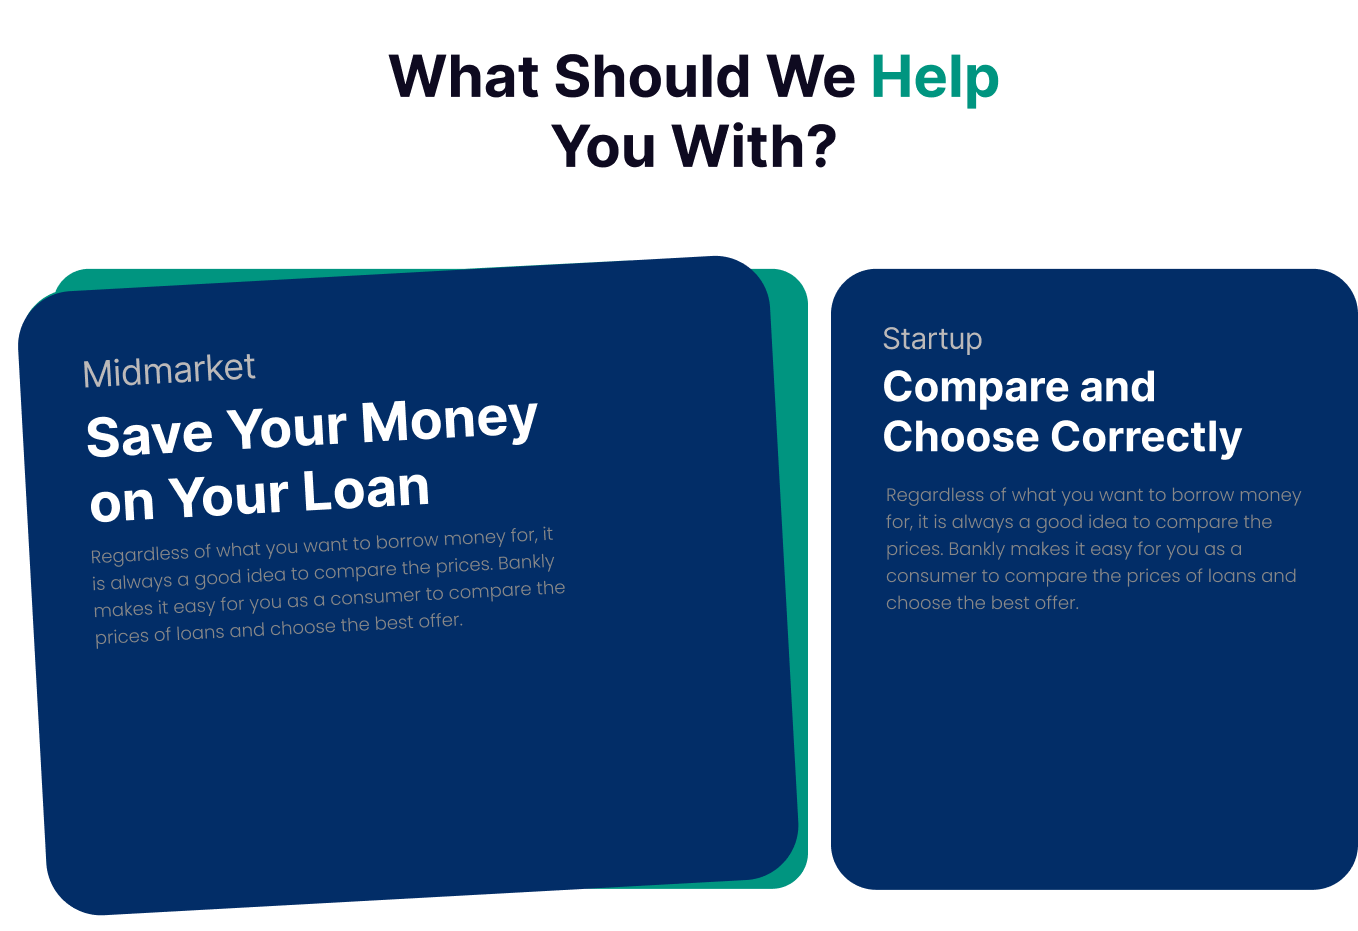 What Should We Help
You With?
Midmarket
Save Your Money
on Your Loan
Regardless of what you want to borrow money for, it
is always a good idea to compare the prices. Bankly
makes it easy for you as a consumer to compare the
prices of loans and choose the best offer.
Startup
Compare and
Choose Correctly
Regardless of what you want to borrow money
for, it is always a good idea to compare the
prices. Bankly makes it easy for you as a
consumer to compare the prices of loans and
choose the best offer.